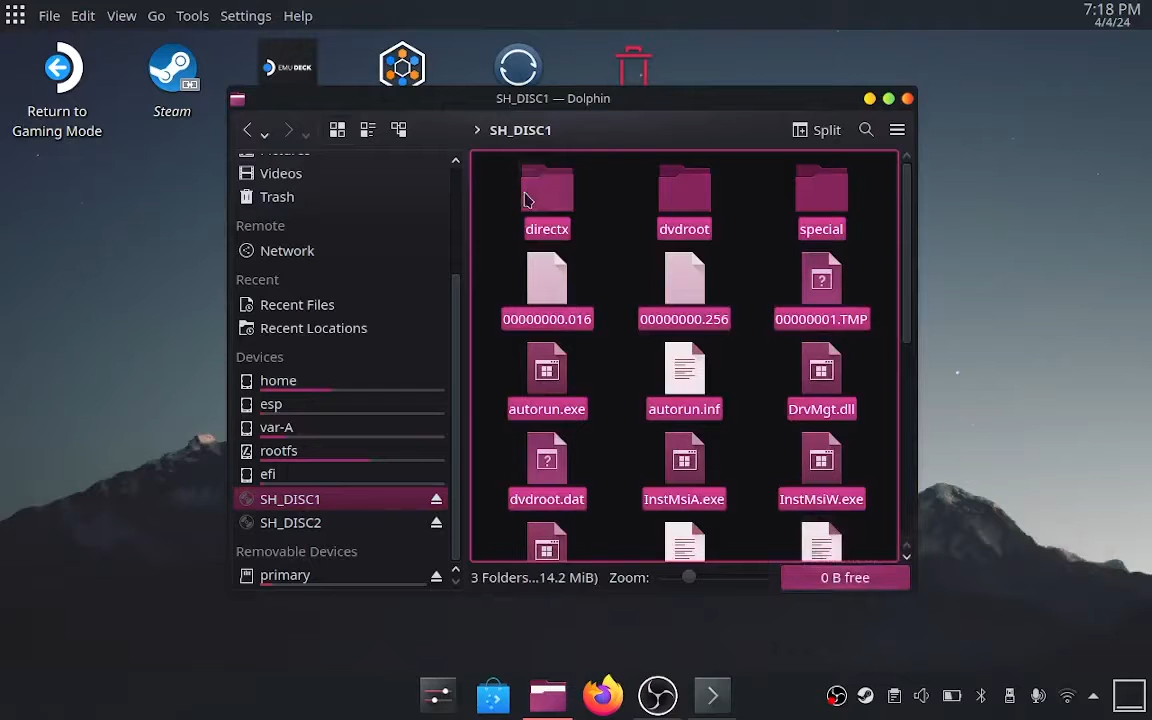 File Edit View Go Tools Settings Help
7:18 PM
4/4/24
EMU DECK
Return to
Gaming Mode
Steam
SH_DISC1 — Dolphin
SH_DISC1
Split
Videos
Trash
Remote
Network
Recent
Recent Files
Recent Locations
Devices
home
esp
var-A
rootfs
efi
SH_DISC1
SH_DISC2
Removable Devices
primary
directx
dvdroot
special
00000000.016
00000000.256
00000001.TMP
autorun.exe
autorun.inf
DrvMgt.dll
dvdroot.dat
InstMsiA.exe
InstMsiW.exe
3 Folders...14.2 MiB)
Zoom:
0 B free